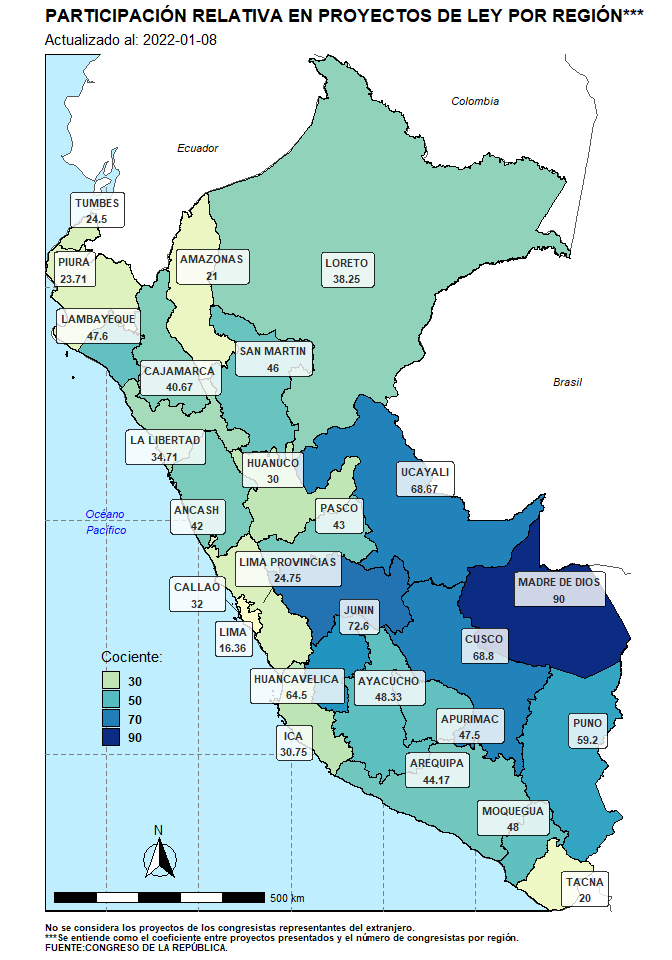 PARTICIPACIÓN RELATIVA EN PROYECTOS DE LEY POR REGIÓN***
Actualizado al: 2022-01-08
Colombia
Ecuador
TUMBES
24.5
PIURA
23.71
AMAZONAS
21
LORETO
38.25
LAMBAYEQUE
47.6
SAN MARTIN
46
CAJAMARCA
40.67
Brasil
LA LIBERTAD
34.71
HUANUCO
30
UCAYALI
68.67
ANCASH
42
PASCO
43
Océano
Pacífico
LIMA PROVINCIAS
24.75
MADRE DE DIOS
90
CALLAO
32
JUNIN
72.6
LIMA
16.36
CUSCO
68.8
HUANCAVELICA
64.5
AYACUCHO
48.33
Cociente:
30
50
70
90
APURIMAC
47.5
PUNO
59.2
ICA
30.75
AREQUIPA
44.17
MOQUEGUA
48
N
TACNA
20
500 km
No se considera los proyectos de los congresistas representantes del extranjero.
***Se entiende como el coeficiente entre proyectos presentados y el número de congresistas por región.
FUENTE:CONGRESO DE LA REPÚBLICA.